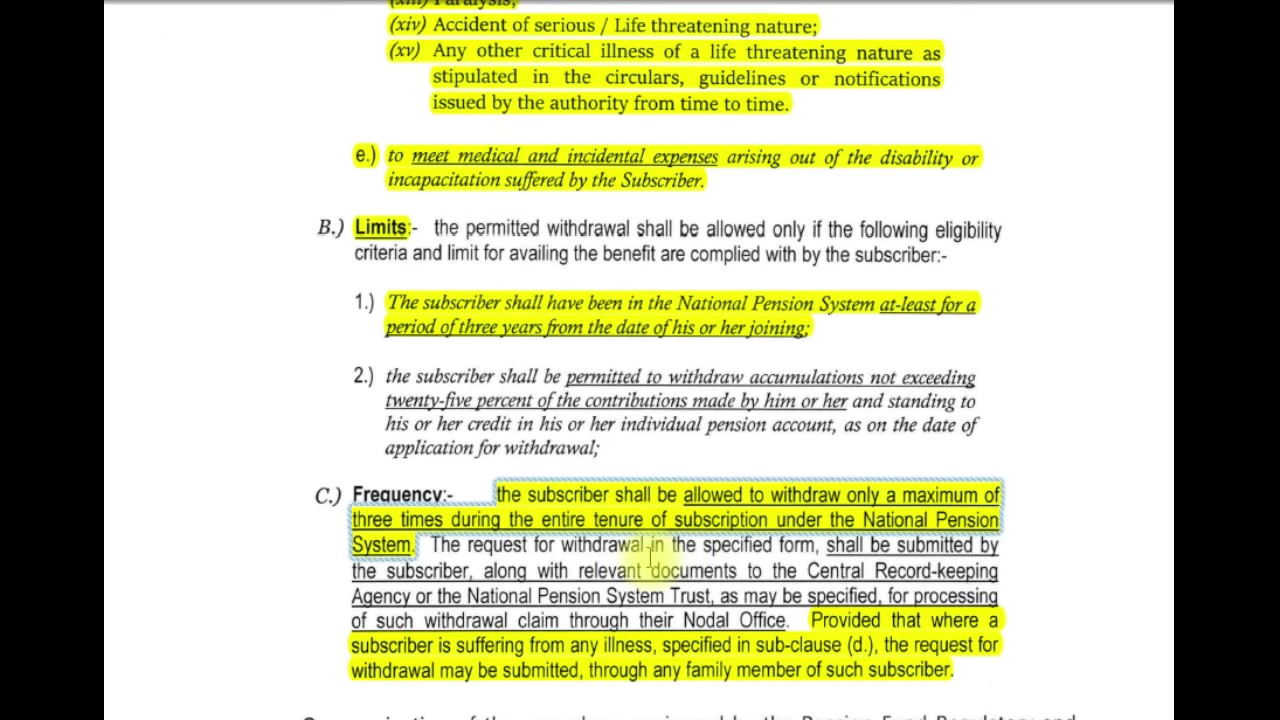 (xiii) Paralysis;
(xiv) Accident of serious / Life threatening nature;
(xv) Any other critical illness of a life threatening nature as
stipulated in the circulars, guidelines or notifications
issued by the authority from time to time.
e.) to meet medical and incidental expenses arising out of the disability or
incapacitation suffered by the Subscriber.
B.) Limits:- the permitted withdrawal shall be allowed only if the following eligibility
criteria and limit for availing the benefit are complied with by the subscriber:-
1.) The subscriber shall have been in the National Pension System at-least for a
period of three years from the date of his or her joining;
2.) the subscriber shall be permitted to withdraw accumulations not exceeding
twenty-five percent of the contributions made by him or her and standing to
his or her credit in his or her individual pension account, as on the date of
application for withdrawal;
C.) Frequency:- the subscriber shall be allowed to withdraw only a maximum of
three times during the entire tenure of subscription under the National Pension
System. The request for withdrawal in the specified form, shall be submitted by
the subscriber, along with relevant documents to the Central Record-keeping
Agency or the National Pension System Trust, as may be specified, for processing
of such withdrawal claim through their Nodal Office. Provided that where a
subscriber is suffering from any illness, specified in sub-clause (d.), the request for
withdrawal may be submitted, through any family member of such subscriber.